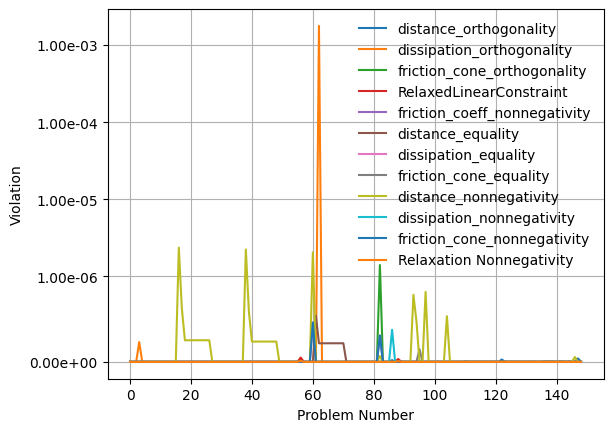 distance_orthogonality
dissipation_orthogonality
friction_cone_orthogonality
RelaxedLinearConstraint
friction_coeff_nonnegativity
distance_equality
dissipation_equality
friction_cone_equality
distance_nonnegativity
dissipation_nonnegativity
friction_cone_nonnegativity
Relaxation Nonnegativity
1.00e-03
1.00e-04
1.00e-05
1.00e-06
0.00e+00
Violation
0 20 40 60 80 100 120 140
Problem Number